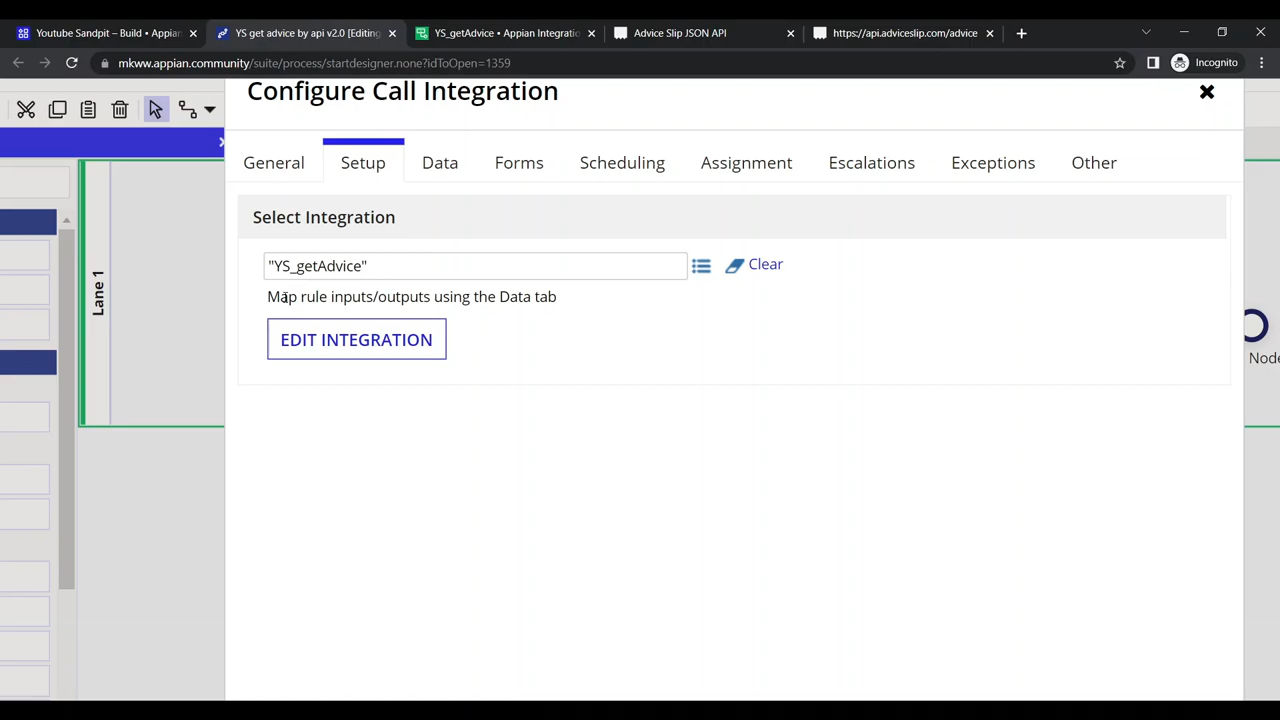 Youtube Sandpit – Build • Appian
YS get advice by api v2.0 [Editing
YS_getAdvice • Appian Integratio
Advice Slip JSON API
https://api.adviceslip.com/advice
mkww.appian.community/suite/process/startdesigner.none?idToOpen=1359
Incognito
Configure Call Integration
General
Setup
Data
Forms
Scheduling
Assignment
Escalations
Exceptions
Other
Select Integration
"YS_getAdvice"
Clear
Map rule inputs/outputs using the Data tab
EDIT INTEGRATION
Lane 1
Node